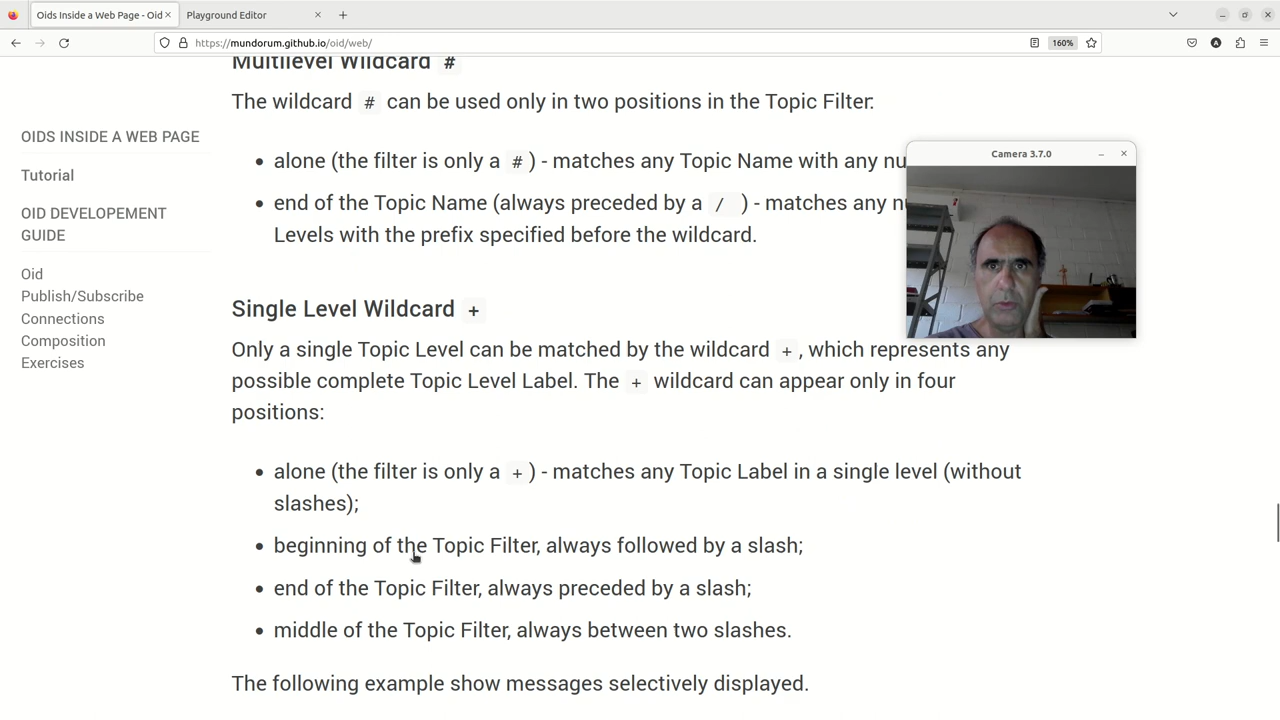 Oids Inside a Web Page - Oid ×
Playground Editor ×
+
https://mundorum.github.io/oid/web/
160%
Multilevel Wildcard #
The wildcard # can be used only in two positions in the Topic Filter:
OIDS INSIDE A WEB PAGE
Camera 3.7.0
alone (the filter is only a # ) - matches any Topic Name with any
Tutorial
end of the Topic Name (always preceded by a / ) - matches any
OID DEVELOPEMENT
GUIDE
Levels with the prefix specified before the wildcard.
Oid
Publish/Subscribe
Connections
Composition
Exercises
Single Level Wildcard +
Only a single Topic Level can be matched by the wildcard + , which represents any
possible complete Topic Level Label. The + wildcard can appear only in four
positions:
alone (the filter is only a + ) - matches any Topic Label in a single level (without
slashes);
beginning of the Topic Filter, always followed by a slash;
end of the Topic Filter, always preceded by a slash;
middle of the Topic Filter, always between two slashes.
The following example show messages selectively displayed.